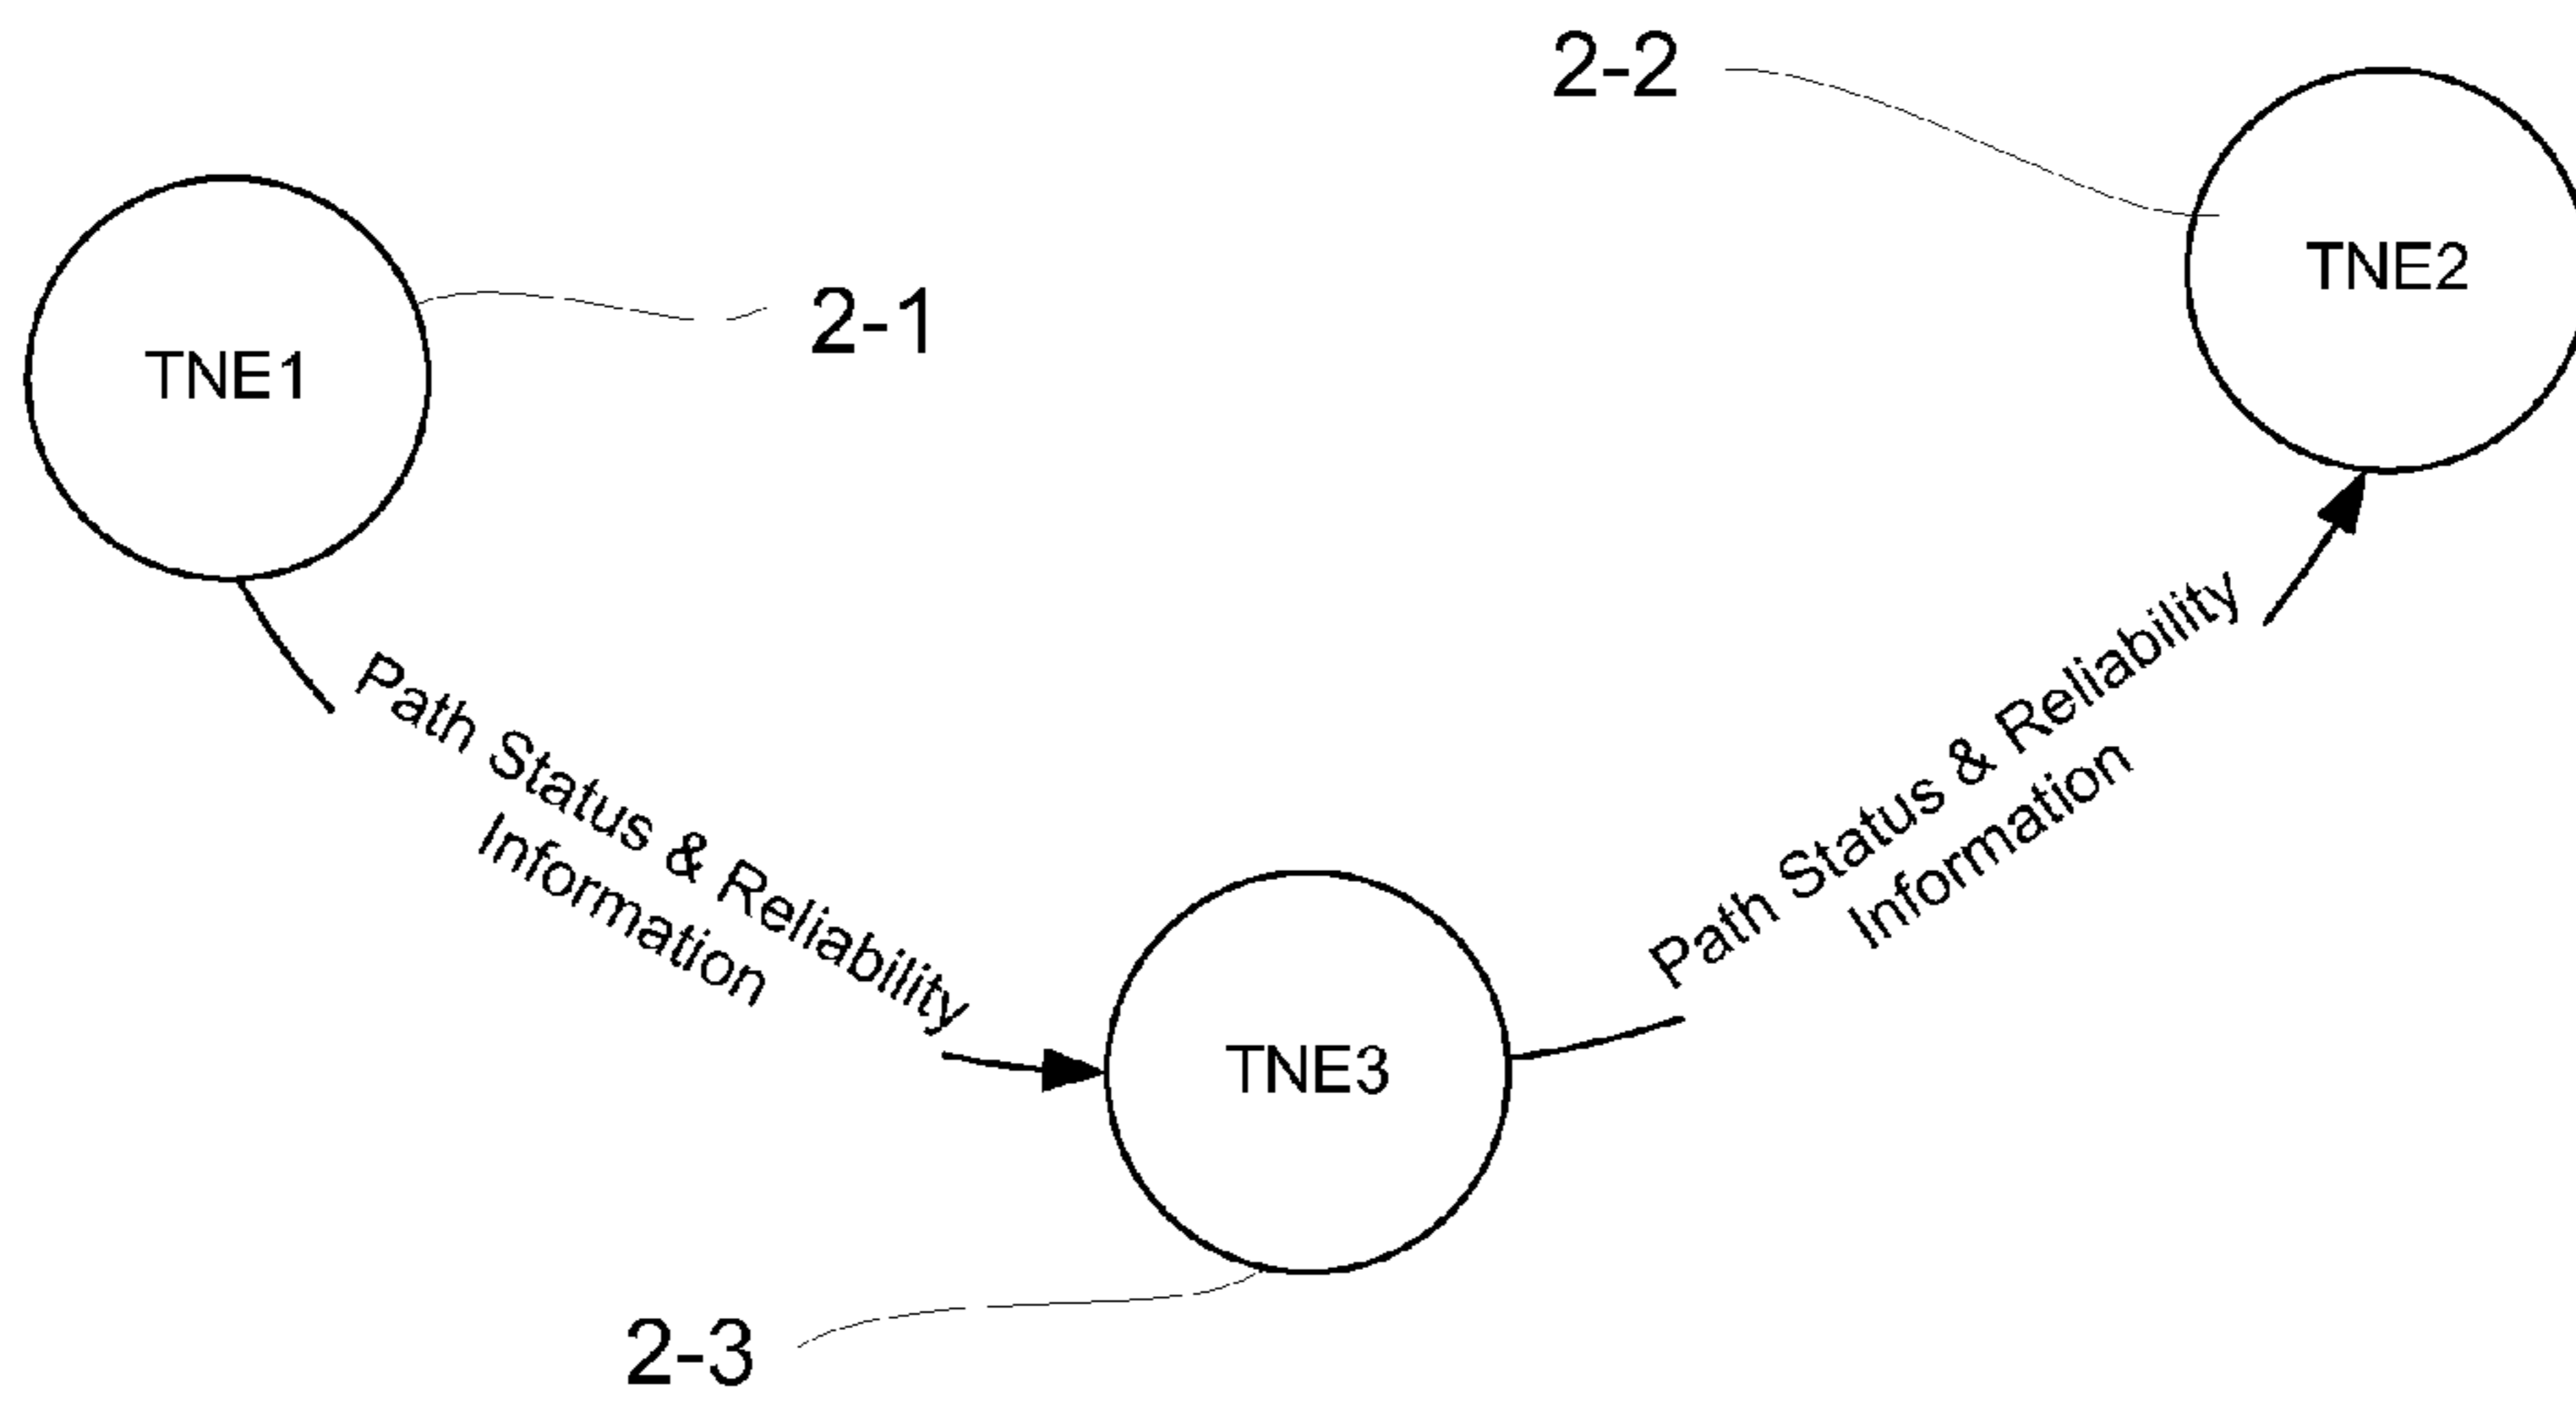 2-2
TNE2
2-1
TNE1
Path Status & Reliability
Information
Path Status & Reliability
Information
TNE3
2-3